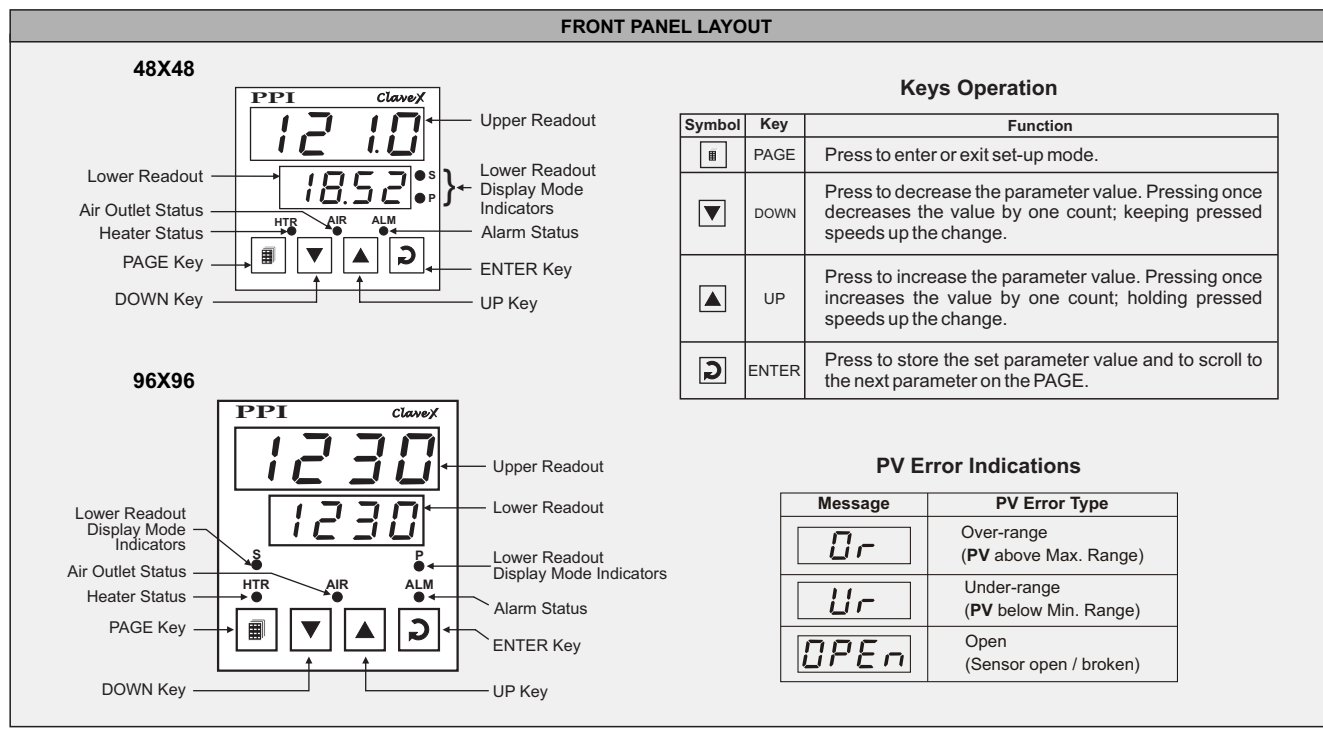 FRONT PANEL LAYOUT
48X48
PPI ClaveX
121.0
Upper Readout
Lower Readout
18.52
S
P
Lower Readout
Display Mode
Indicators
Air Outlet Status
HTR AIR ALM
Heater Status
Alarm Status
PAGE Key
ENTER Key
DOWN Key
UP Key
96X96
PPI ClaveX
1230
Upper Readout
1230
Lower Readout
Lower Readout
Display Mode
Indicators
S
P
Lower Readout
Display Mode Indicators
Air Outlet Status
HTR AIR ALM
Heater Status
Alarm Status
PAGE Key
ENTER Key
DOWN Key
UP Key
Keys Operation
Symbol Key Function
PAGE Press to enter or exit set-up mode.
DOWN Press to decrease the parameter value. Pressing once
decreases the value by one count; keeping pressed
speeds up the change.
UP Press to increase the parameter value. Pressing once
increases the value by one count; holding pressed
speeds up the change.
ENTER Press to store the set parameter value and to scroll to
the next parameter on the PAGE.
PV Error Indications
Message PV Error Type
Or Over-range
(PV above Max. Range)
Ur Under-range
(PV below Min. Range)
OPEn Open
(Sensor open / broken)